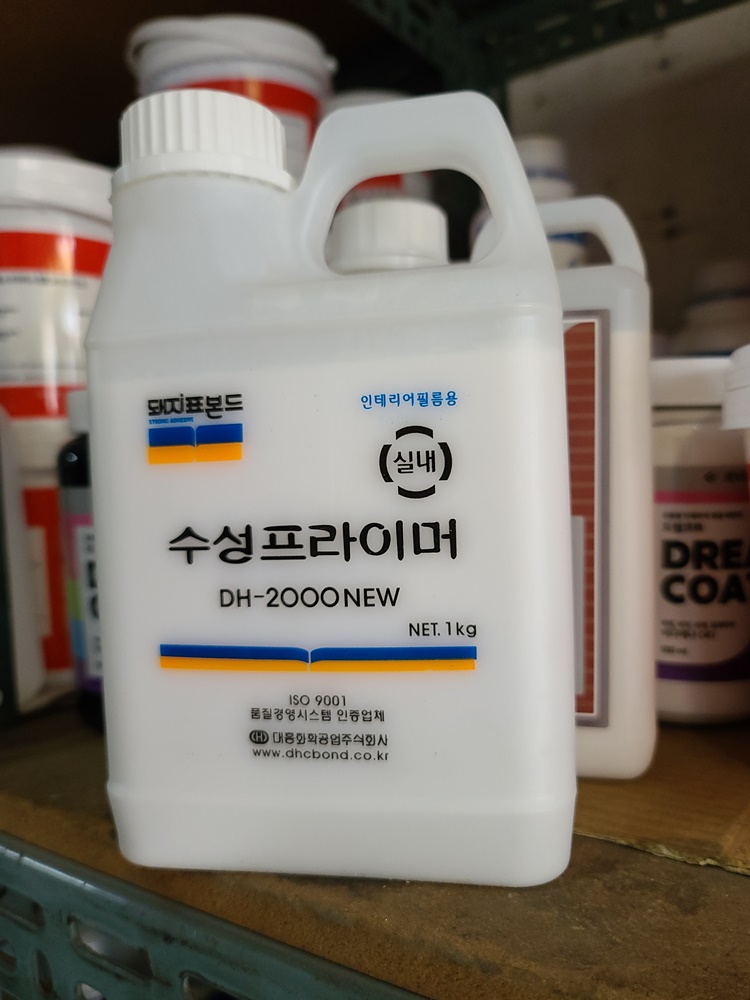 돼지표본드
STRONG ADHESIVE
인테리어필름용
실내
수성프라이머
DH-2000NEW
NET. 1kg
ISO 9001
품질경영시스템 인증업체
대흥화학공업주식회사
www.dhcbond.co.kr
DREA
COA